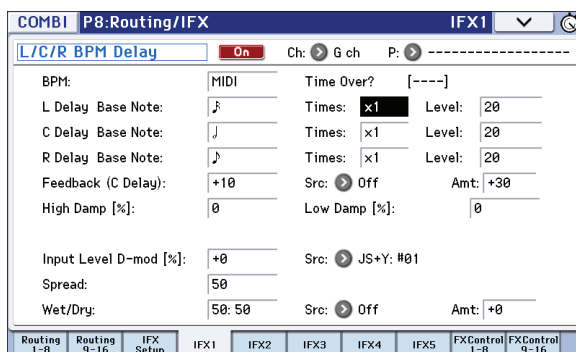 COMBI P8:Routing/IFX IFX1
L/C/R BPM Delay On Ch: G ch P: ------------------
BPM: MIDI Time Over? [----]
L Delay Base Note: ♪ Times: x1 Level: 20
C Delay Base Note: ♩ Times: x1 Level: 20
R Delay Base Note: ♪ Times: x1 Level: 20
Feedback (C Delay): +10 Src: Off Amt: +30
High Damp [%]: 0 Low Damp [%]: 0
Input Level D-mod [%]: +0 Src: JS+Y: #01
Spread: 50
Wet/Dry: 50:50 Src: Off Amt: +0
Routing 1-8 Routing 9-16 IFX Setup IFX1 IFX2 IFX3 IFX4 IFX5 FXControl 1-8 FXControl 9-16